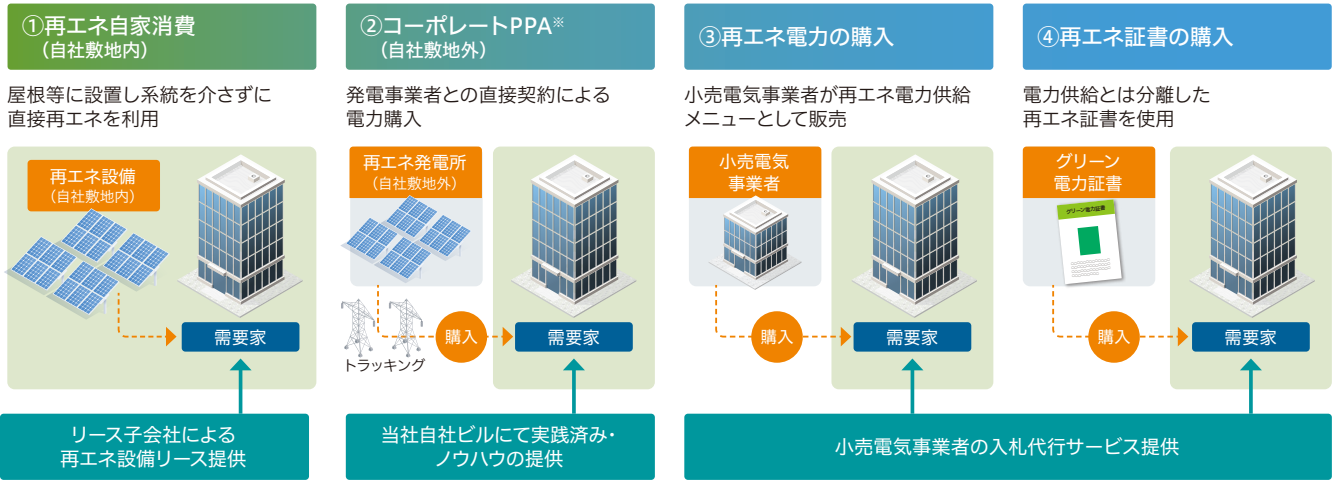 ①再エネ自家消費
（自社敷地内）
屋根等に設置し系統を介さずに
直接再エネを利用
再エネ設備
（自社敷地内）
需要家
リース子会社による
再エネ設備リース提供
②コーポレートPPA※
（自社敷地外）
発電事業者との直接契約による
電力購入
再エネ発電所
（自社敷地外）
トラッキング
購入
需要家
当社自社ビルにて実践済み・
ノウハウの提供
③再エネ電力の購入
小売電気事業者が再エネ電力供給
メニューとして販売
小売電気
事業者
購入
需要家
④再エネ証書の購入
電力供給とは分離した
再エネ証書を使用
グリーン
電力証書
グリーン電力証書
購入
需要家
小売電気事業者の入札代行サービス提供